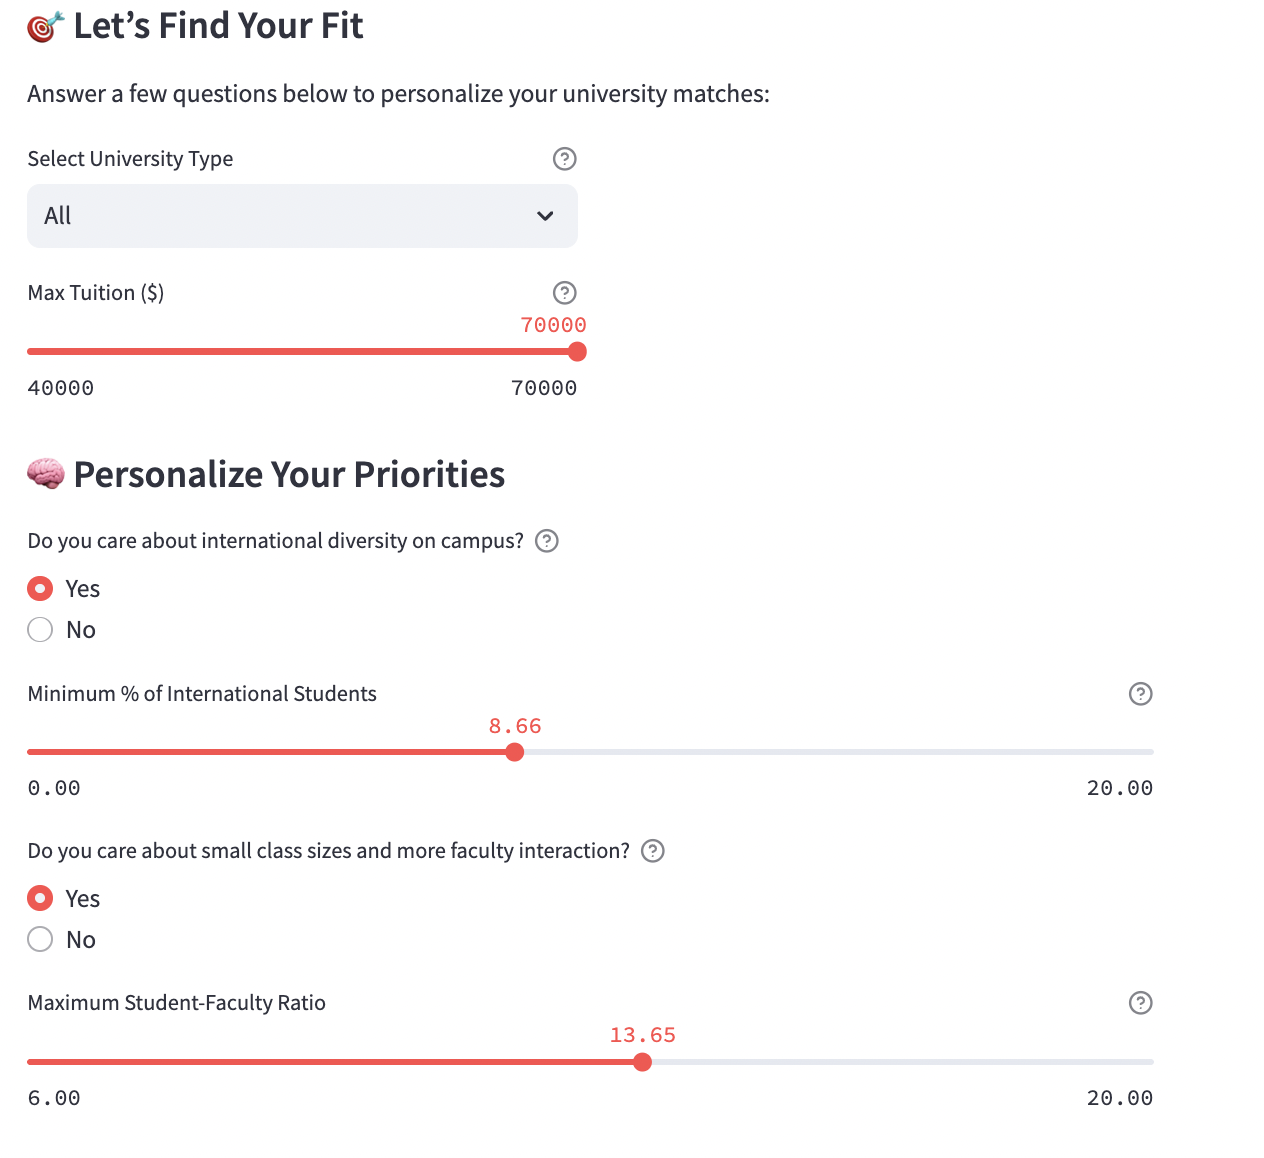 Let’s Find Your Fit
Answer a few questions below to personalize your university matches:
Select University Type
All
Max Tuition ($)
70000
40000 70000
Personalize Your Priorities
Do you care about international diversity on campus?
Yes
No
Minimum % of International Students
8.66
0.00 20.00
Do you care about small class sizes and more faculty interaction?
Yes
No
Maximum Student-Faculty Ratio
13.65
6.00 20.00